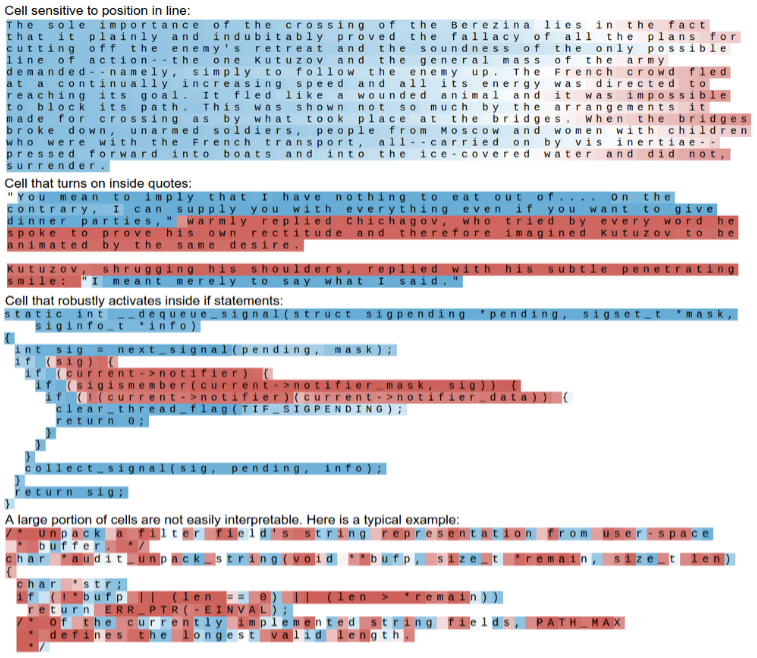 Cell sensitive to position in line:
The sole importance of the crossing of the Berezina lies in the fact
that it plainly and indubitably proved the fallacy of all the plans for
cutting off the enemy's retreat and the soundness of the only possible
line of action--the one Kutuzov and the general mass of the army
demanded--namely, simply to follow the enemy up. The French crowd fled
at a continually increasing speed and all its energy was directed to
reaching its goal. It fled like a wounded animal and it was impossible
to block its path. This was shown not so much by the arrangements it
made for crossing as by what took place at the bridges. When the bridges
broke down, unarmed soldiers, people from Moscow and women with children
who were with the French transport, all--carried on by vis inertiae--
pressed forward into boats and into the ice-covered water and did not,
surrender.
Cell that turns on inside quotes:
"You mean to imply that I have nothing to eat out of.... On the
contrary, I can supply you with everything even if you want to give
dinner parties," warmly replied Chichagov, who tried by every word he
spoke to prove his own rectitude and therefore imagined Kutuzov to be
animated by the same desire.
Kutuzov, shrugging his shoulders, replied with his subtle penetrating
smile: "I meant merely to say what I said."
Cell that robustly activates inside if statements:
static int __dequeue_signal(struct sigpending *pending, sigset_t *mask,
siginfo_t *info)
{
int sig = next_signal(pending, mask);
if (sig) {
if (current->notifier) {
if (sigismember(current->notifier_mask, sig)) {
if (!(current->notifier)(current->notifier_data)) {
clear_thread_flag(TIF_SIGPENDING);
return 0;
}
}
}
collect_signal(sig, pending, info);
}
return sig;
}
A large portion of cells are not easily interpretable. Here is a typical example:
/* Unpack a filter field's string representation from user-space
* buffer. */
char *audit_unpack_string(void **bufp, size_t *remain, size_t len)
{
char *str;
if (!*bufp || (len == 0) || (len > *remain))
return ERR_PTR(-EINVAL);
/* Of the currently implemented string fields, PATH_MAX
* defines the longest valid length.
*/